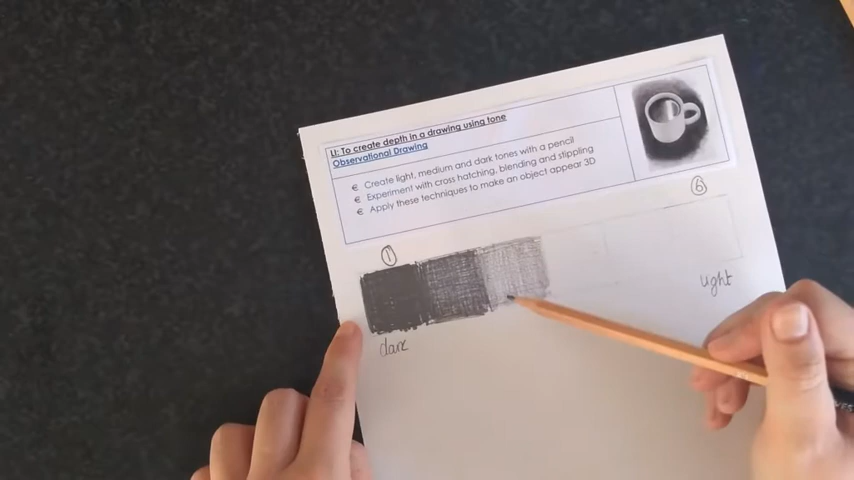 LI: To create depth in a drawing using tone
Observational Drawing
€ Create light, medium and dark tones with a pencil
€ Experiment with cross hatching, blending and stippling
€ Apply these techniques to make an object appear 3D
1
6
light
dark